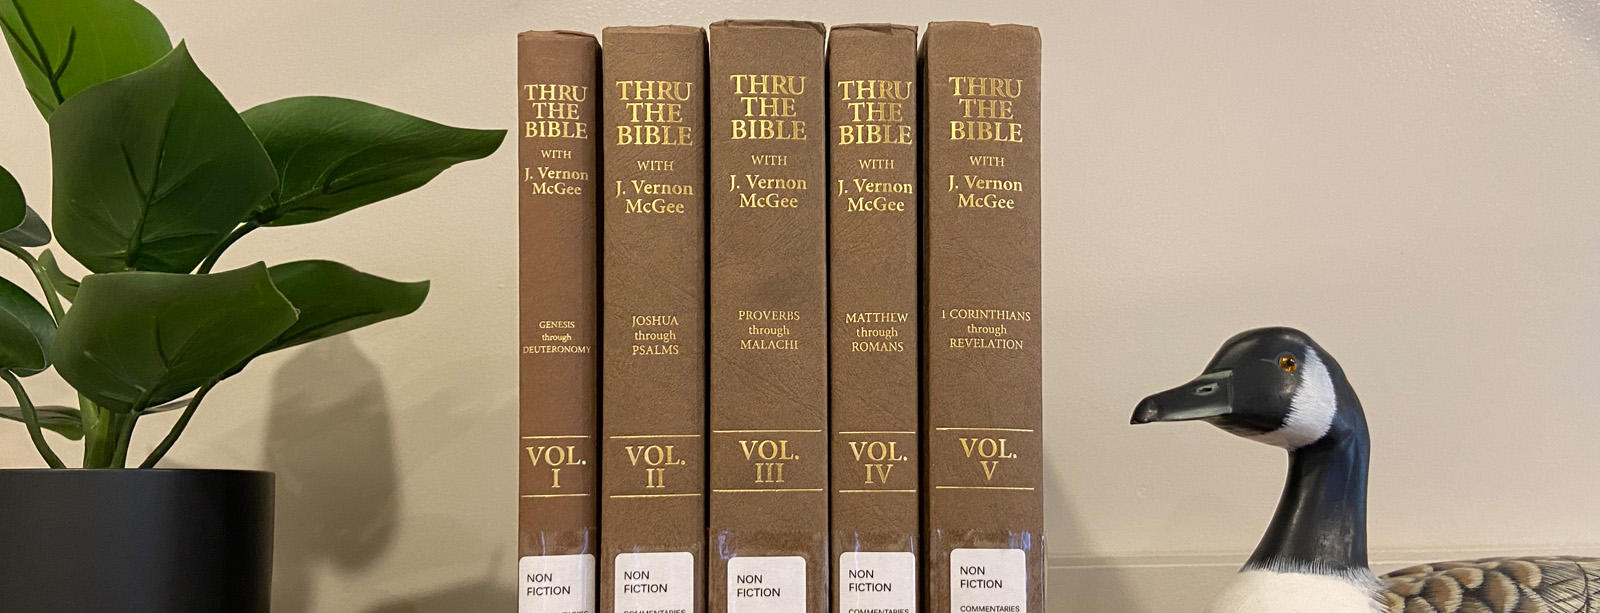 THRU
THE
BIBLE
WITH
J. Vernon
McGee
GENESIS
through
DEUTERONOMY
VOL.
I
NON
FICTION
THRU
THE
BIBLE
WITH
J. Vernon
McGee
JOSHUA
through
PSALMS
VOL.
II
NON
FICTION
COMMENTARIES
THRU
THE
BIBLE
WITH
J. Vernon
McGee
PROVERBS
through
MALACHI
VOL.
III
NON
FICTION
THRU
THE
BIBLE
WITH
J. Vernon
McGee
MATTHEW
through
ROMANS
VOL.
IV
NON
FICTION
COMMENTARIES
THRU
THE
BIBLE
WITH
J. Vernon
McGee
1 CORINTHIANS
through
REVELATION
VOL.
V
NON
FICTION
COMMENTARIES